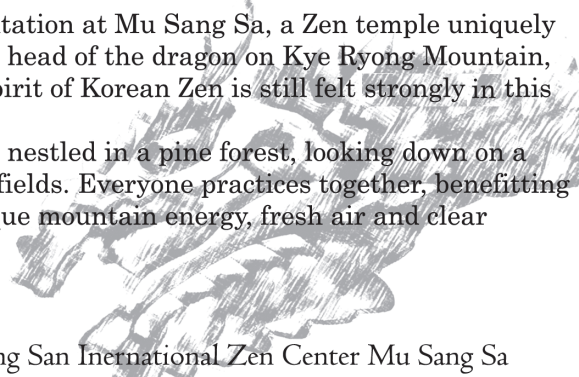 tation at Mu Sang Sa, a Zen temple uniquely
head of the dragon on Kye Ryong Mountain,
pirit of Korean Zen is still felt strongly in this
nestled in a pine forest, looking down on a
fields. Everyone practices together, benefitting
que mountain energy, fresh air and clear
ng San Inernational Zen Center Mu Sang Sa